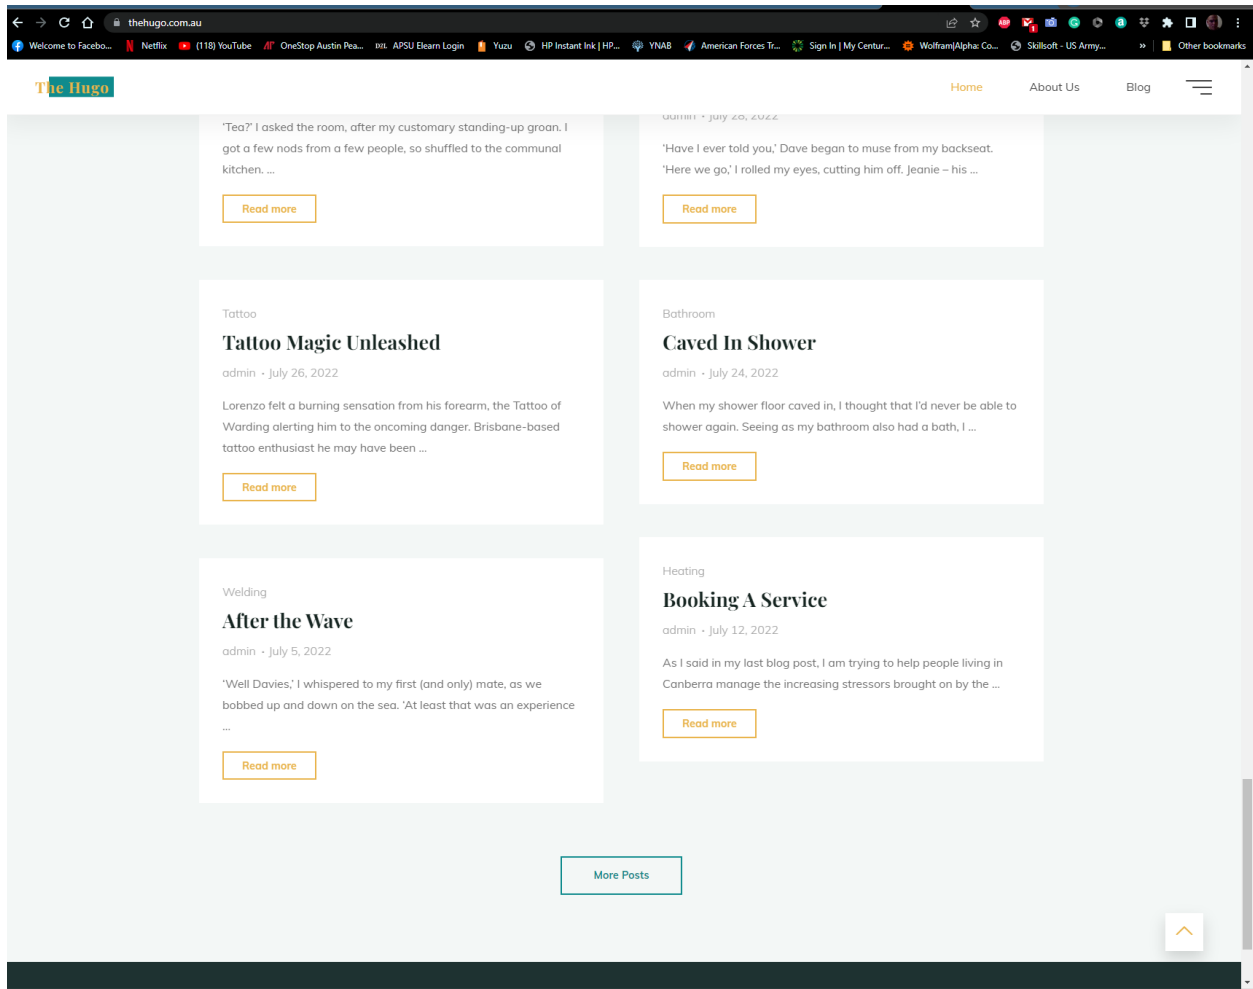 thehugo.com.au
Welcome to Facebo... Netflix (118) YouTube OneStop Austin Pea... D2L APSU Elearn Login Yuzu HP Instant Ink | HP... YNAB American Forces Tr... Sign In | My Centur... Wolfram|Alpha: Co... Skillsoft - US Army... » Other bookmarks
The Hugo Home About Us Blog
'Tea?' I asked the room, after my customary standing-up groan. I
got a few nods from a few people, so shuffled to the communal
kitchen. ...
Read more
admin • July 28, 2022
'Have I ever told you,' Dave began to muse from my backseat.
'Here we go,' I rolled my eyes, cutting him off. Jeanie – his ...
Read more
Tattoo
Tattoo Magic Unleashed
admin • July 26, 2022
Lorenzo felt a burning sensation from his forearm, the Tattoo of
Warding alerting him to the oncoming danger. Brisbane-based
tattoo enthusiast he may have been ...
Read more
Bathroom
Caved In Shower
admin • July 24, 2022
When my shower floor caved in, I thought that I'd never be able to
shower again. Seeing as my bathroom also had a bath, I ...
Read more
Welding
After the Wave
admin • July 5, 2022
'Well Davies,' I whispered to my first (and only) mate, as we
bobbed up and down on the sea. 'At least that was an experience
...
Read more
Heating
Booking A Service
admin • July 12, 2022
As I said in my last blog post, I am trying to help people living in
Canberra manage the increasing stressors brought on by the ...
Read more
More Posts